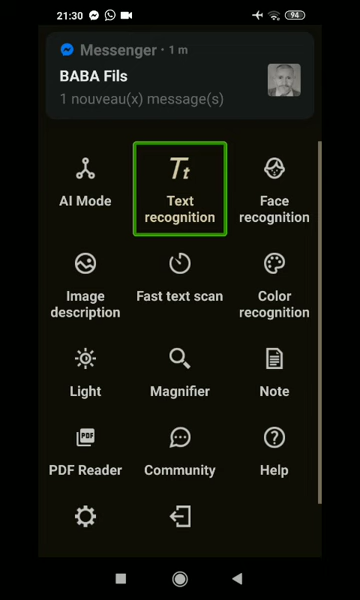 21:30 94
Messenger · 1 m
BABA Fils
1 nouveau(x) message(s)
AI Mode
Tt
Text
recognition
Face
recognition
Image
description
Fast text scan
Color
recognition
Light
Magnifier
Note
PDF
PDF Reader
Community
Help